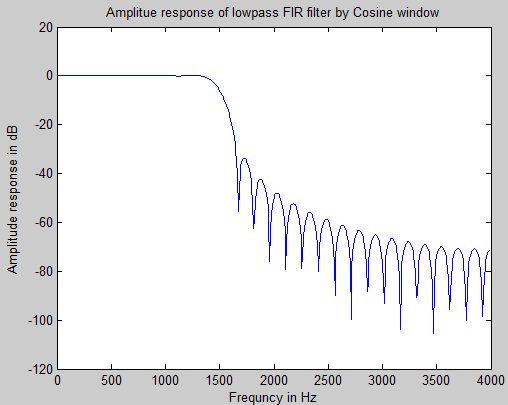 Amplitue response of lowpass FIR filter by Cosine window
20
0
-20
-40
-60
-80
-100
-120
Amplitude response in dB
0 500 1000 1500 2000 2500 3000 3500 4000
Frequncy in Hz